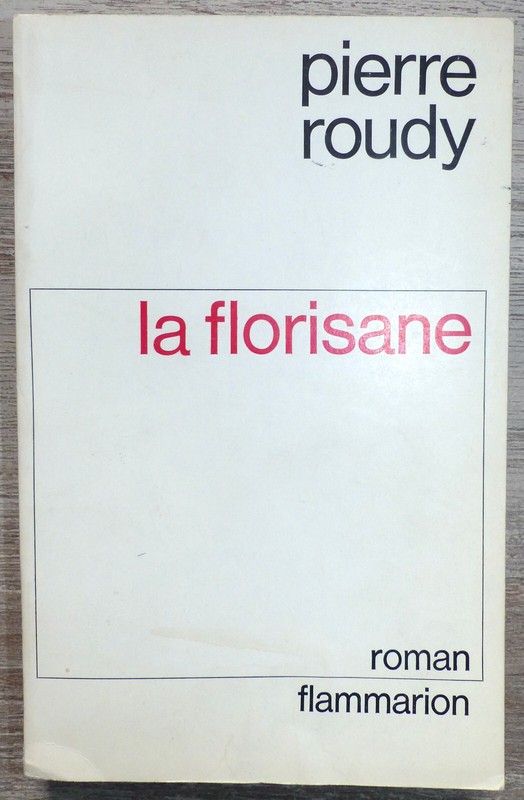 pierre
roudy
la florisane
roman
flammarion